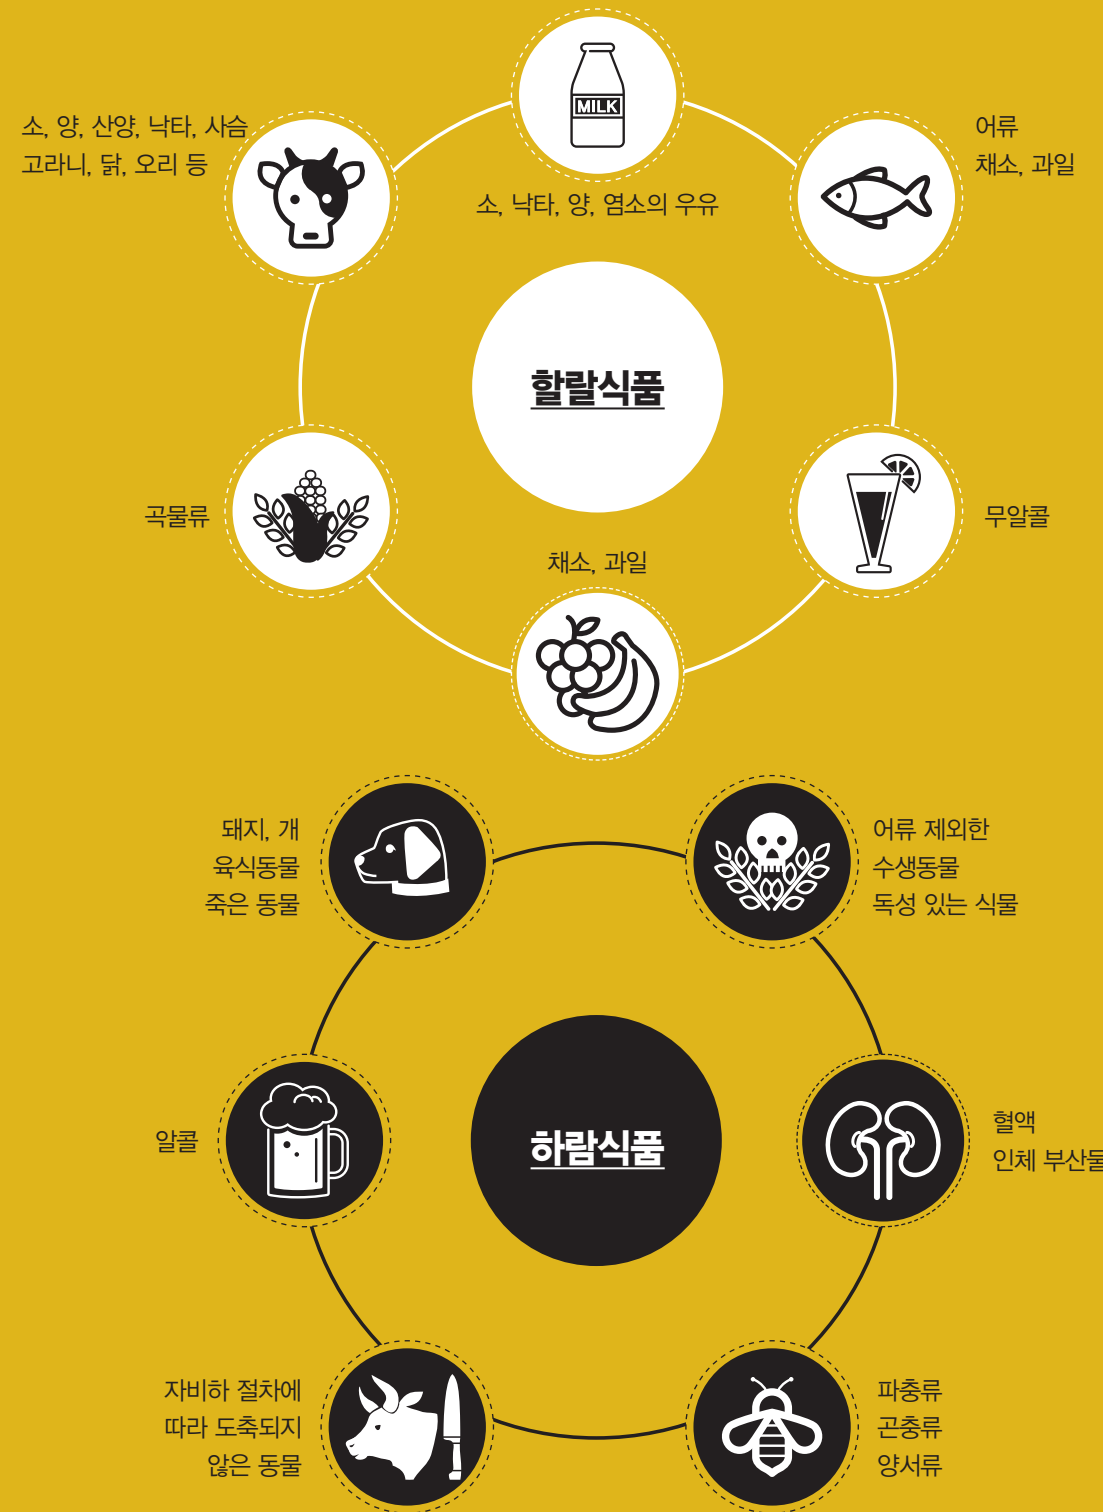 MILK
소, 양, 산양, 낙타, 사슴
고라니, 닭, 오리 등
어류
채소, 과일
소, 낙타, 양, 염소의 우유
할랄식품
곡물류
무알콜
채소, 과일
돼지, 개
육식동물
죽은 동물
어류 제외한
수생동물
독성 있는 식물
알콜
하람식품
혈액
인체 부산물
자비하 절차에
따라 도축되지
않은 동물
파충류
곤충류
양서류